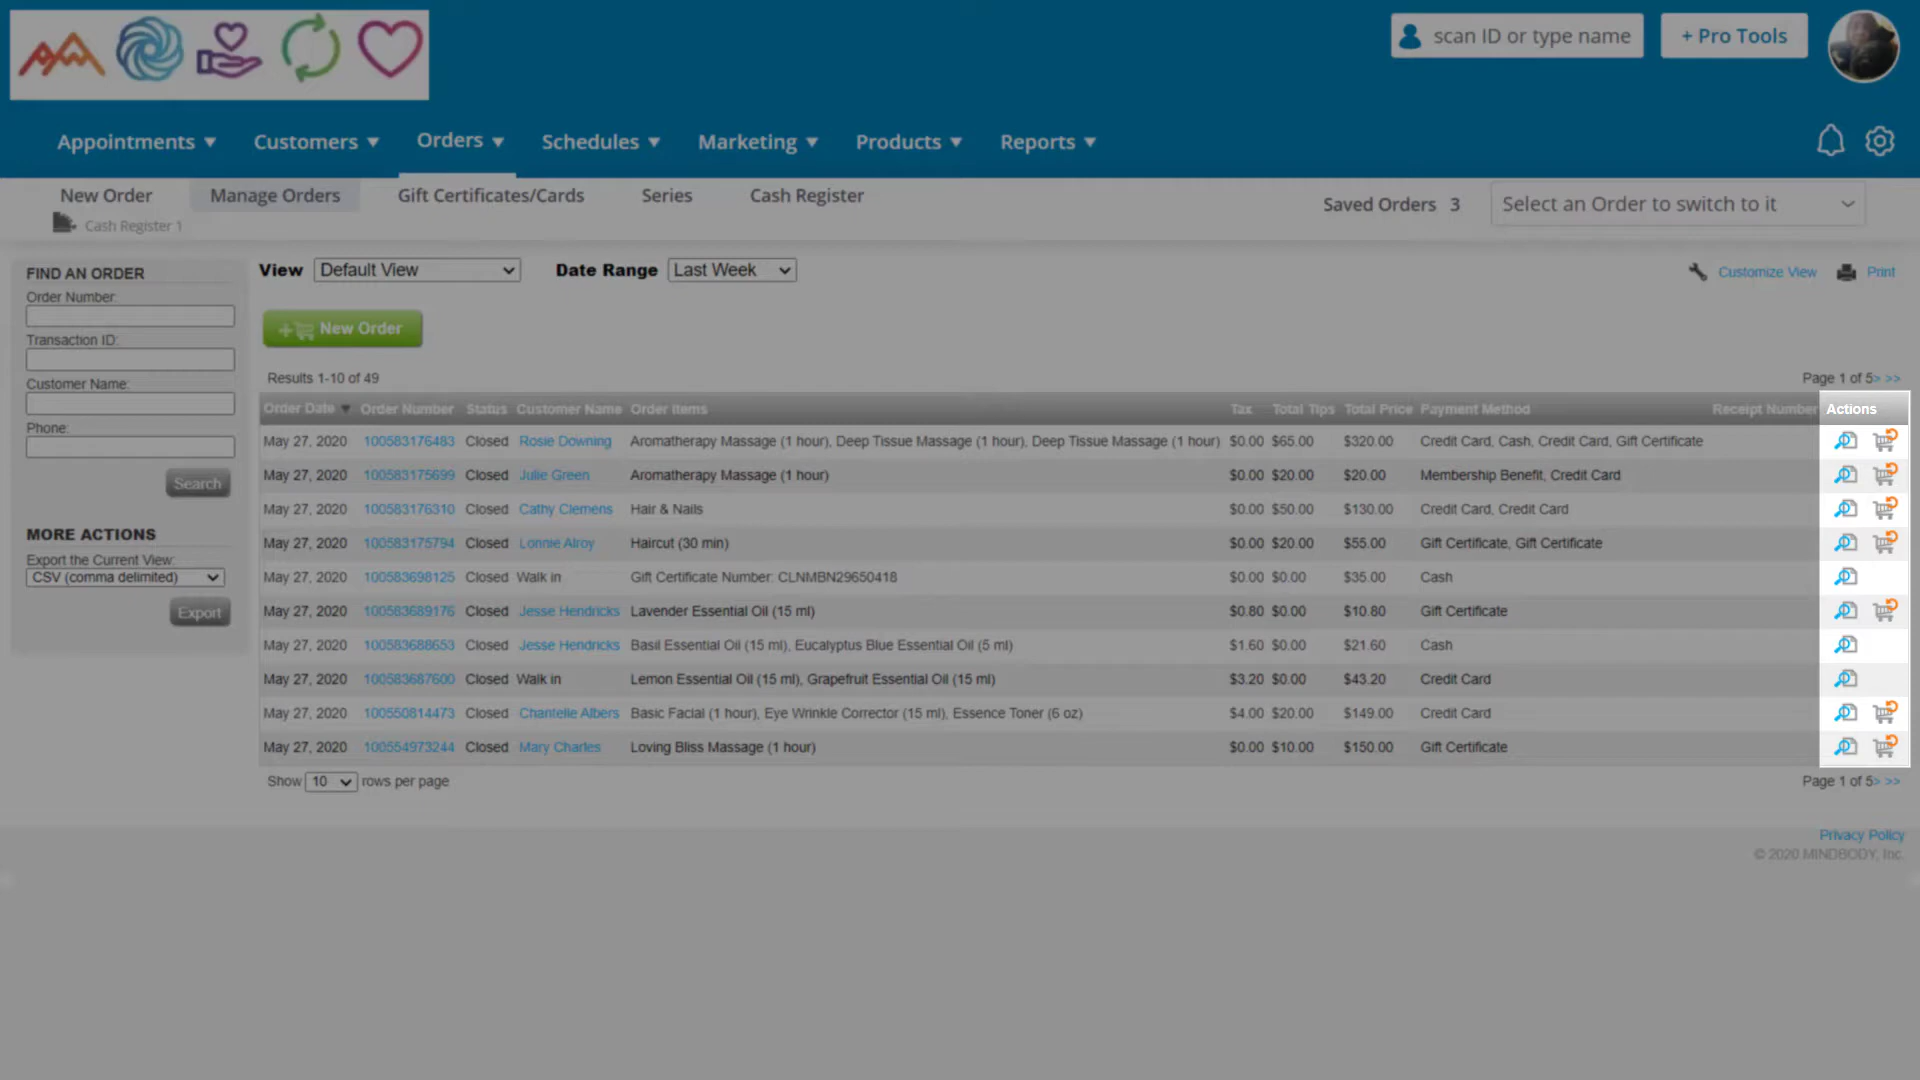 scan ID or type name
+ Pro Tools
Appointments Customers Orders Schedules Marketing Products Reports
New Order Manage Orders Gift Certificates/Cards Series Cash Register
Saved Orders 3 Select an Order to switch to it
Cash Register 1
FIND AN ORDER
Order Number:
Transaction ID:
Customer Name:
Phone:
Search
MORE ACTIONS
Export the Current View:
CSV (comma delimited)
Export
View Default View Date Range Last Week
Customize View Print
New Order
Results 1-10 of 49
Page 1 of 5> >>
Order Date Order Number Status Customer Name Order Items Tax Total Tips Total Price Payment Method Receipt Number Actions
May 27, 2020 100583176483 Closed Rosie Downing Aromatherapy Massage (1 hour), Deep Tissue Massage (1 hour), Deep Tissue Massage (1 hour) $0.00 $65.00 $320.00 Credit Card, Cash, Credit Card, Gift Certificate
May 27, 2020 100583175699 Closed Julie Green Aromatherapy Massage (1 hour) $0.00 $20.00 $20.00 Membership Benefit, Credit Card
May 27, 2020 100583176310 Closed Cathy Clemens Hair & Nails $0.00 $50.00 $130.00 Credit Card, Credit Card
May 27, 2020 100583175794 Closed Lonnie Alroy Haircut (30 min) $0.00 $20.00 $55.00 Gift Certificate, Gift Certificate
May 27, 2020 100583698125 Closed Walk in Gift Certificate Number: CLNMBN29650418 $0.00 $0.00 $35.00 Cash
May 27, 2020 100583689176 Closed Jesse Hendricks Lavender Essential Oil (15 ml) $0.80 $0.00 $10.80 Gift Certificate
May 27, 2020 100583688653 Closed Jesse Hendricks Basil Essential Oil (15 ml), Eucalyptus Blue Essential Oil (5 ml) $1.60 $0.00 $21.60 Cash
May 27, 2020 100583687600 Closed Walk in Lemon Essential Oil (15 ml), Grapefruit Essential Oil (15 ml) $3.20 $0.00 $43.20 Credit Card
May 27, 2020 100550814473 Closed Chantelle Albers Basic Facial (1 hour), Eye Wrinkle Corrector (15 ml), Essence Toner (6 oz) $4.00 $20.00 $149.00 Credit Card
May 27, 2020 100554973244 Closed Mary Charles Loving Bliss Massage (1 hour) $0.00 $10.00 $150.00 Gift Certificate
Show 10 rows per page
Page 1 of 5> >>
Privacy Policy
© 2020 MINDBODY, Inc.